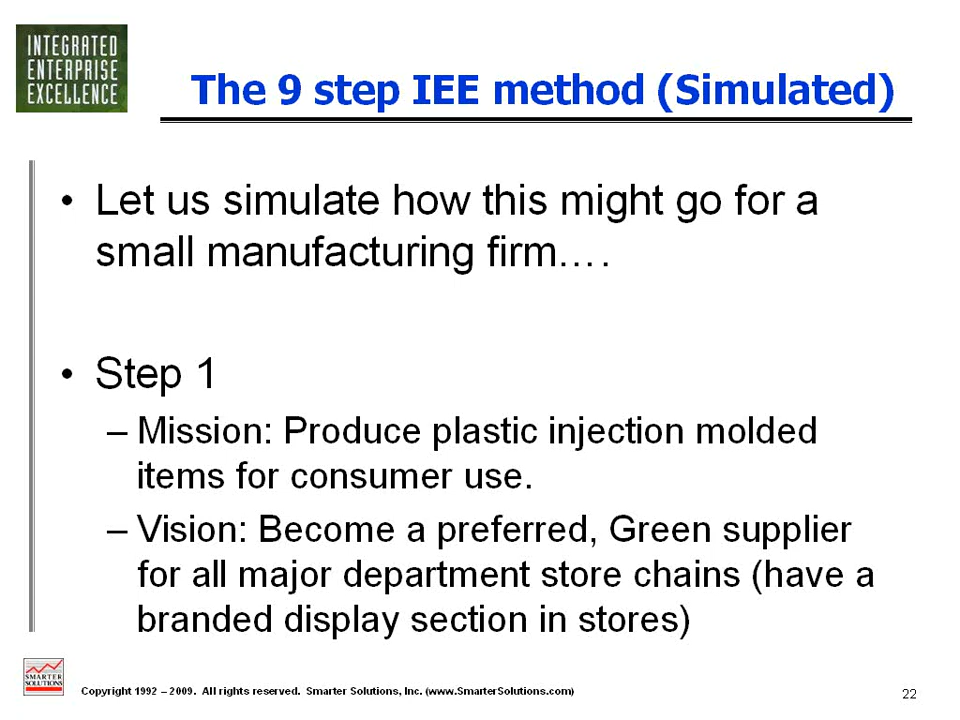 INTEGRATED
ENTERPRISE
EXCELLENCE
The 9 step IEE method (Simulated)
• Let us simulate how this might go for a
small manufacturing firm....
• Step 1
– Mission: Produce plastic injection molded
items for consumer use.
– Vision: Become a preferred, Green supplier
for all major department store chains (have a
branded display section in stores)
SMARTER
SOLUTIONS
Copyright 1992 – 2009. All rights reserved. Smarter Solutions, Inc. (www.SmarterSolutions.com)
22